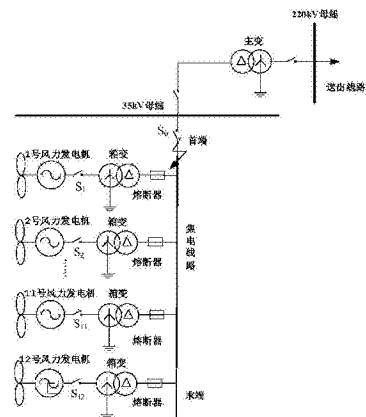 220kV母线
主变
送出线路
35kV母线
S₀
首端
1号风力发电机
箱变
S₁
熔断器
2号风力发电机
箱变
S₂
熔断器
集电线路
11号风力发电机
箱变
S₁₁
熔断器
12号风力发电机
箱变
S₁₂
熔断器
末端